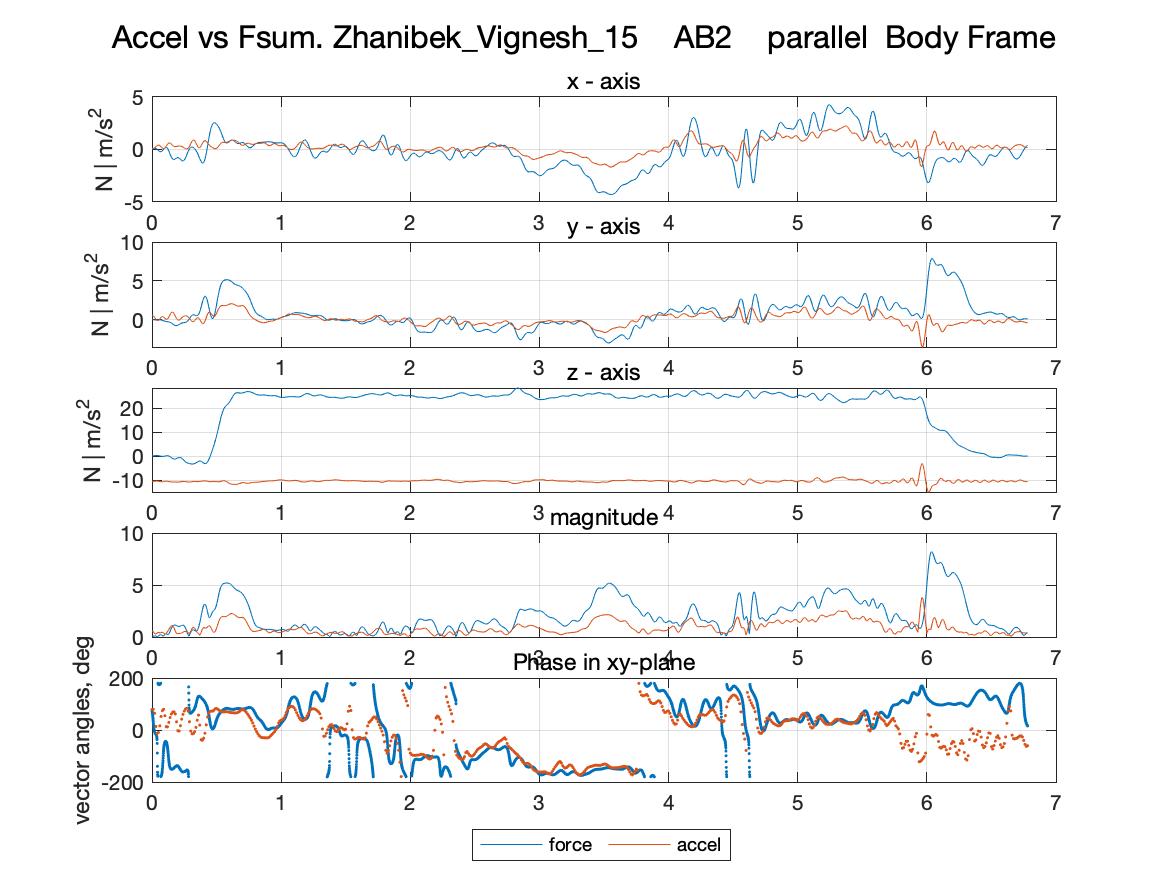 Accel vs Fsum. Zhanibek_Vignesh_15 AB2 parallel Body Frame
x - axis
N | m/s2
5
0
-5
0 1 2 3 4 5 6 7
y - axis
N | m/s2
10
5
0
0 1 2 3 4 5 6 7
z - axis
N | m/s2
20
10
0
-10
0 1 2 3 4 5 6 7
magnitude
10
5
0
0 1 2 3 4 5 6 7
Phase in xy-plane
vector angles, deg
200
0
-200
0 1 2 3 4 5 6 7
force accel